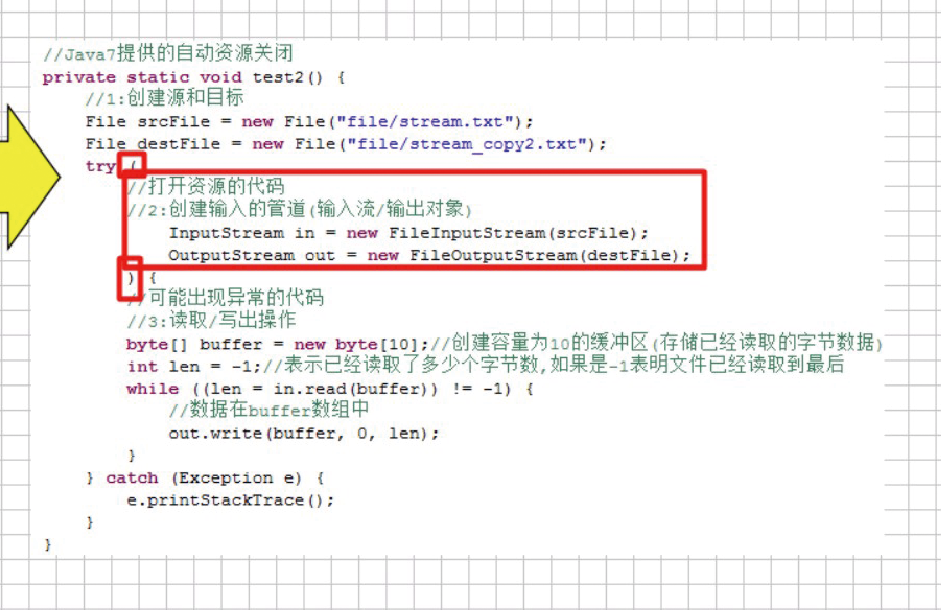 //Java7提供的自动资源关闭
private static void test2() {
//1:创建源和目标
File srcFile = new File("file/stream.txt");
File destFile = new File("file/stream_copy2.txt");
try (
//打开资源的代码
//2:创建输入的管道(输入流/输出对象)
InputStream in = new FileInputStream(srcFile);
OutputStream out = new FileOutputStream(destFile);
) {
//可能出现异常的代码
//3:读取/写出操作
byte[] buffer = new byte[10];//创建容量为10的缓冲区(存储已经读取的字节数据)
int len = -1;//表示已经读取了多少个字节数,如果是-1表明文件已经读取到最后
while ((len = in.read(buffer)) != -1) {
//数据在buffer数组中
out.write(buffer, 0, len);
}
} catch (Exception e) {
e.printStackTrace();
}
}